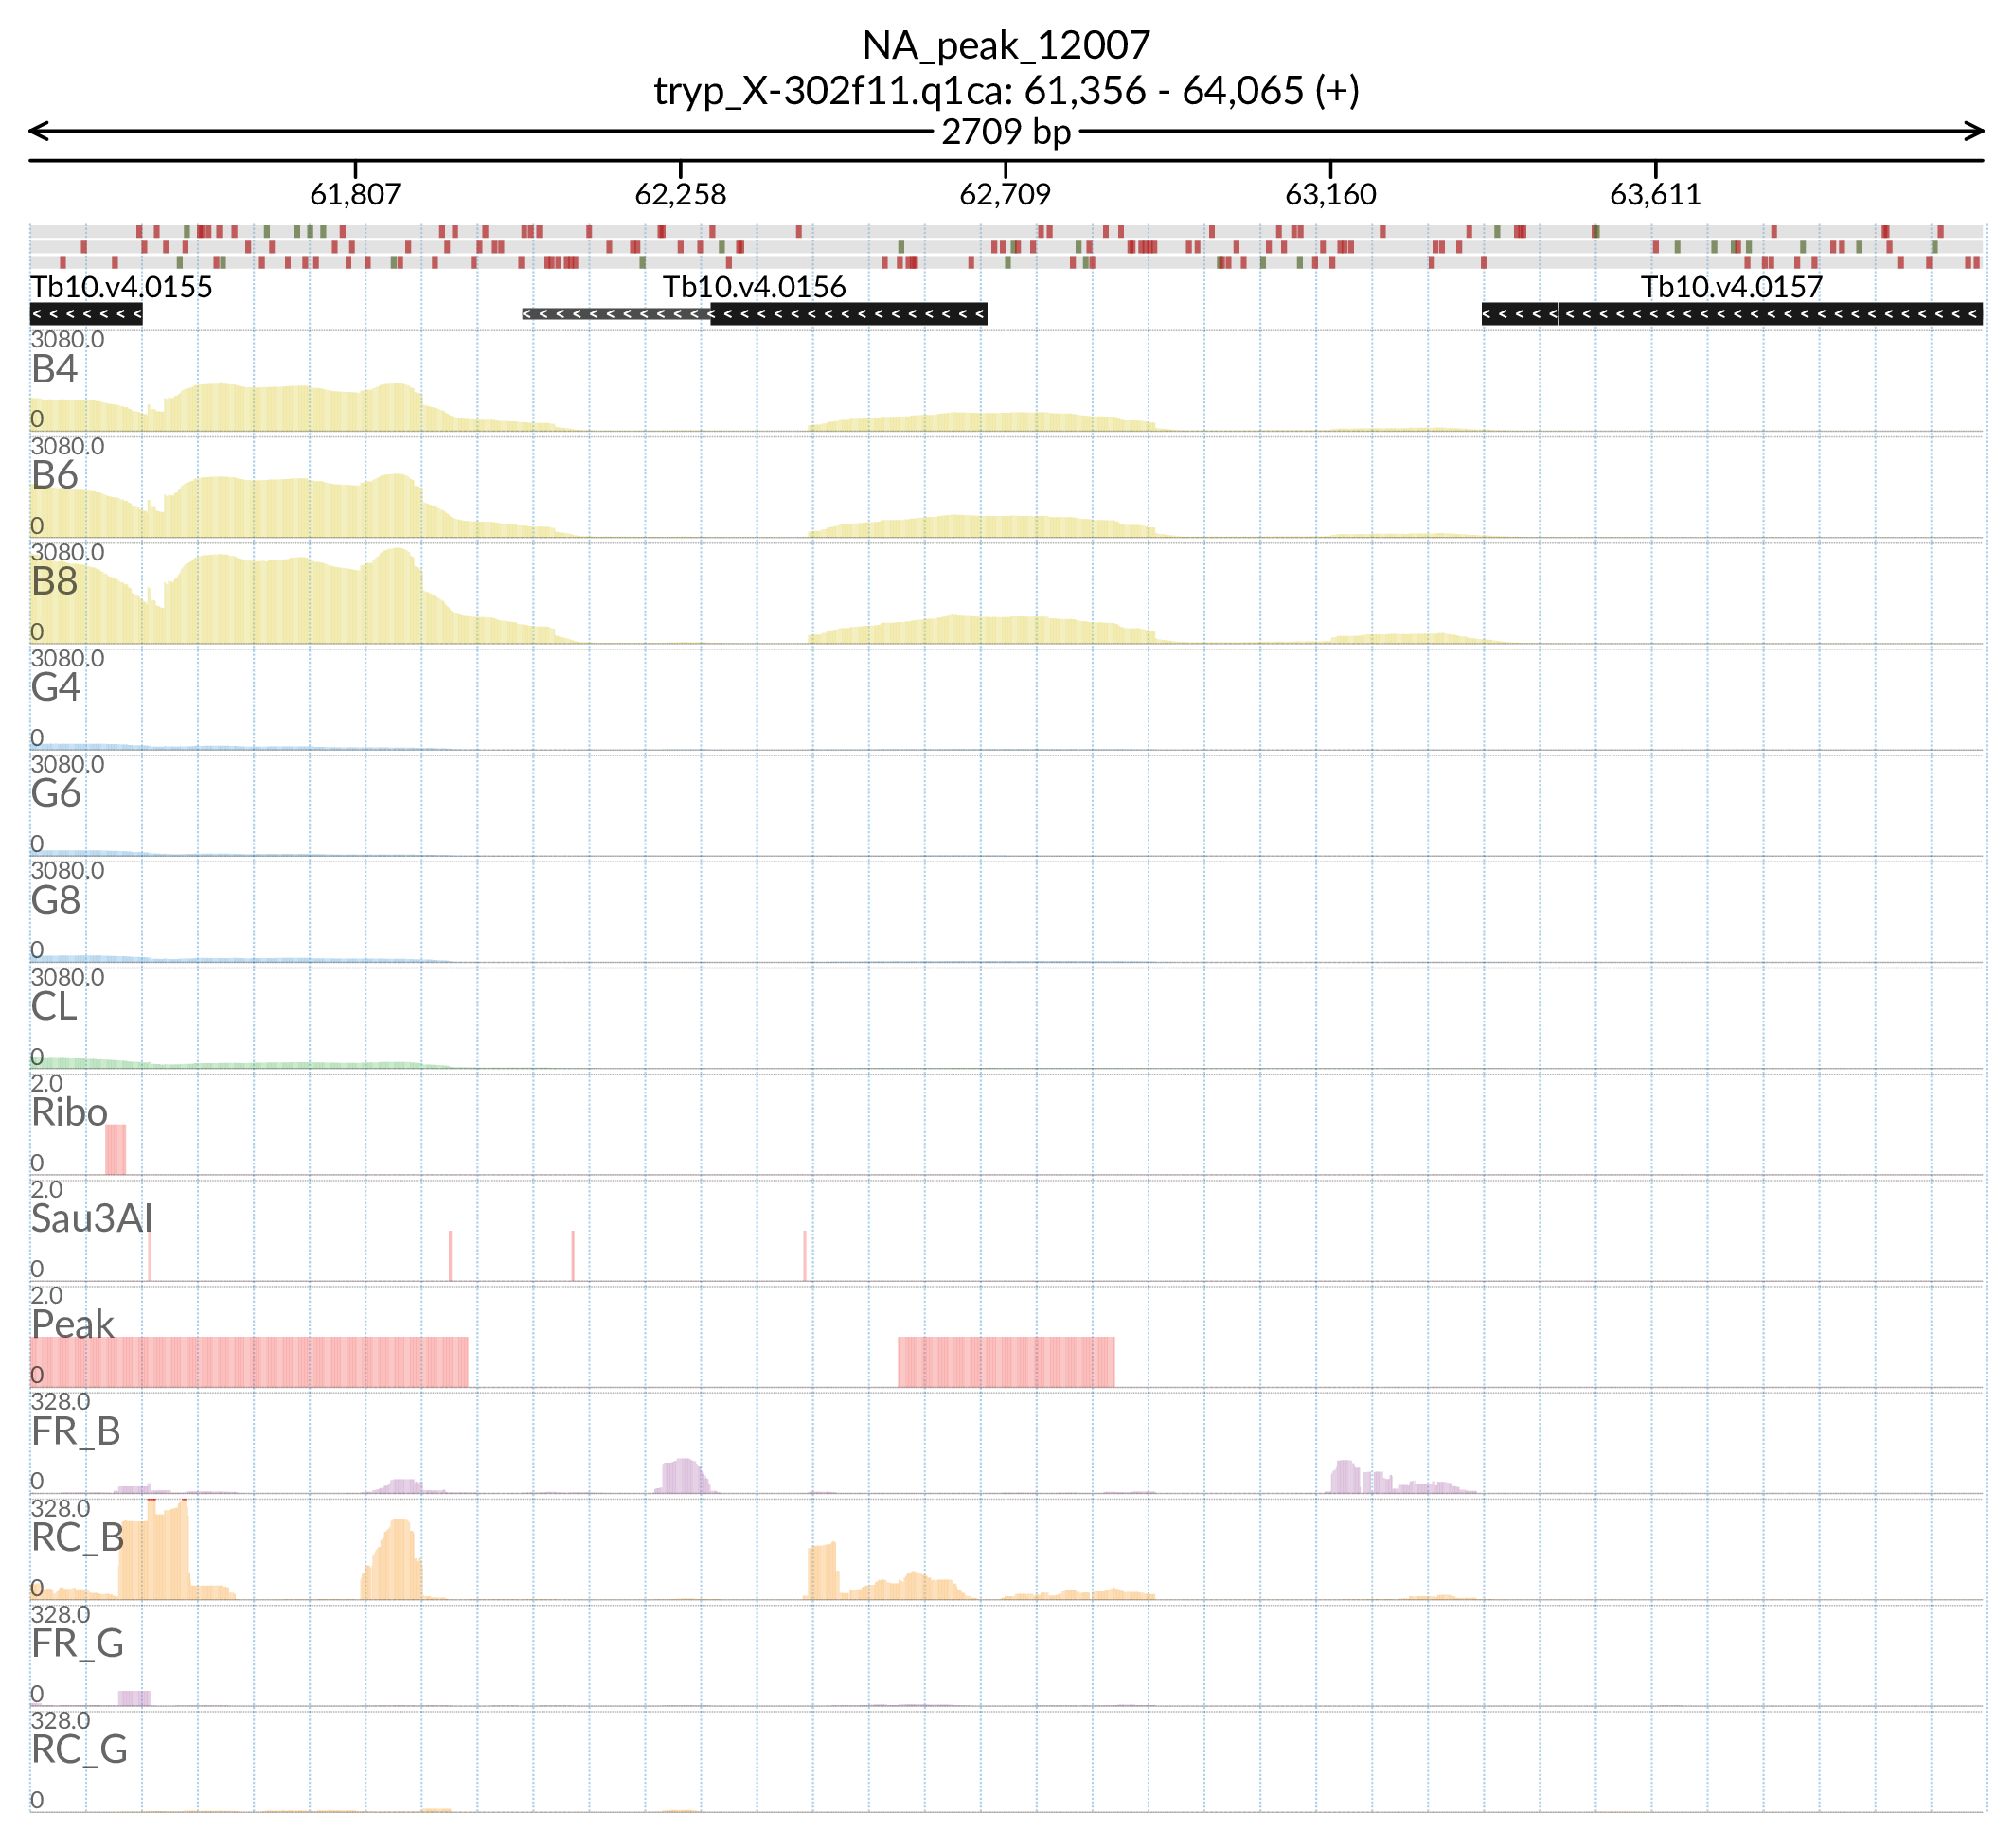 NA_peak_12007
tryp_X-302f11.q1ca: 61,356 - 64,065 (+)
2709 bp
61,807 62,258 62,709 63,160 63,611
Tb10.v4.0155 Tb10.v4.0156 Tb10.v4.0157
3080.0
B4
0
3080.0
B6
0
3080.0
B8
0
3080.0
G4
0
3080.0
G6
0
3080.0
G8
0
3080.0
CL
0
2.0
Ribo
0
2.0
Sau3AI
0
2.0
Peak
0
328.0
FR_B
0
328.0
RC_B
0
328.0
FR_G
0
328.0
RC_G
0